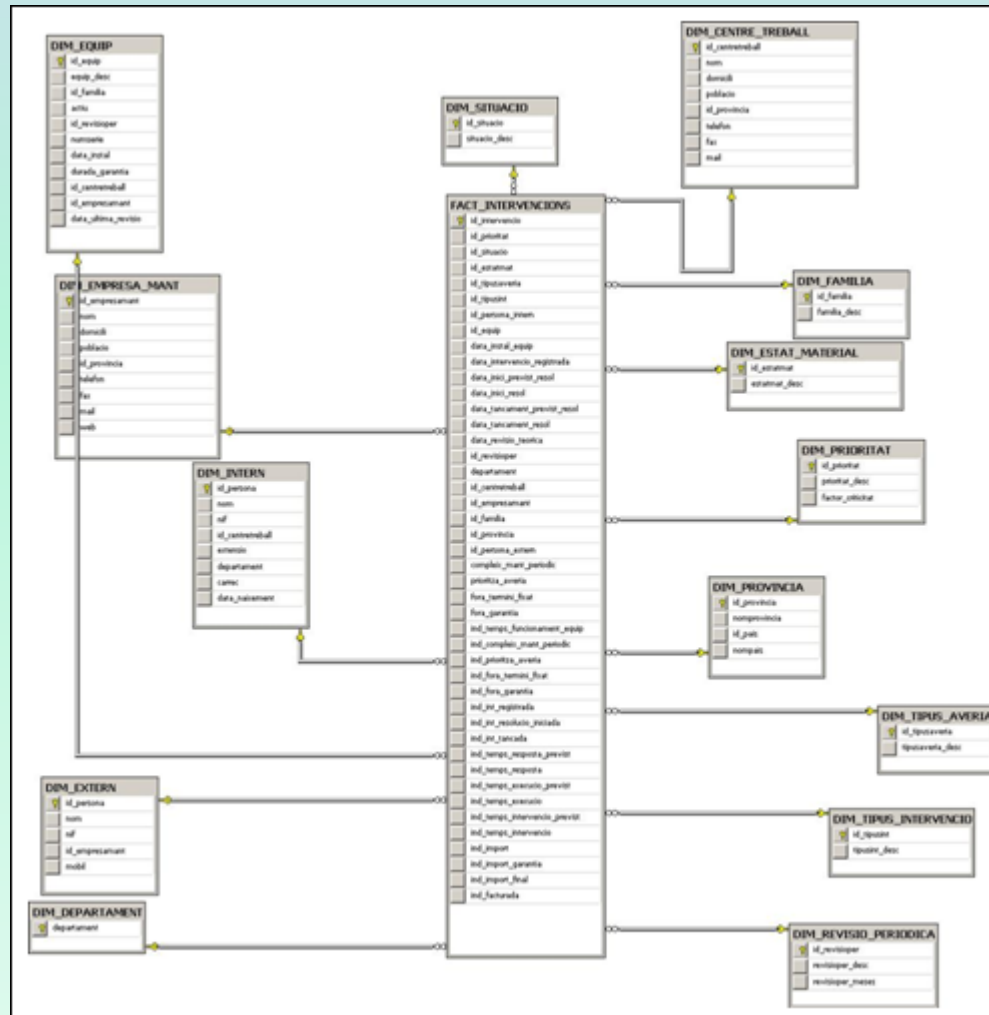 DIM_EQUIP
id_equip
equip_desc
id_familia
actiu
id_revisioper
numserie
data_instal
durada_garantia
id_centretreball
id_empresamant
data_ultima_revisio
DIM_EMPRESA_MANT
id_empresamant
nom
domicili
poblacio
id_provincia
telefon
fax
mail
web
DIM_INTERN
id_persona
nom
nif
id_centretreball
extensio
departament
carrec
data_naixement
DIM_EXTERN
id_persona
nom
nif
id_empresamant
mobil
DIM_DEPARTAMENT
departament
DIM_SITUACIO
id_situacio
situacio_desc
FACT_INTERVENCIONS
id_intervencio
id_prioritat
id_situacio
id_estatmat
id_tipusaveria
id_tipusint
id_persona_intern
id_equip
data_instal_equip
data_intervencio_registrada
data_inici_previst_resol
data_inici_resol
data_tancament_previst_resol
data_tancament_resol
data_revisio_teorica
id_revisioper
departament
id_centretreball
id_empresamant
id_familia
id_provincia
id_persona_extern
compleix_mant_periodic
prioritza_averia
fora_termini_fixat
fora_garantia
ind_temps_funcionament_equip
ind_compleix_mant_periodic
ind_prioritza_averia
ind_fora_termini_fixat
ind_fora_garantia
ind_int_registrada
ind_int_resolucio_iniciada
ind_int_tancada
ind_temps_resposta_previst
ind_temps_resposta
ind_temps_execucio_previst
ind_temps_execucio
ind_temps_intervencio_previst
ind_temps_intervencio
ind_import
ind_import_garantia
ind_import_final
ind_facturada
DIM_CENTRE_TREBALL
id_centretreball
nom
domicili
poblacio
id_provincia
telefon
fax
mail
DIM_FAMILIA
id_familia
familia_desc
DIM_ESTAT_MATERIAL
id_estatmat
estatmat_desc
DIM_PRIORITAT
id_prioritat
prioritat_desc
factor_criticitat
DIM_PROVINCIA
id_provincia
nomprovincia
id_pais
nompais
DIM_TIPUS_AVERIA
id_tipusaveria
tipusaveria_desc
DIM_TIPUS_INTERVENCIO
id_tipusint
tipusint_desc
DIM_REVISIO_PERIODICA
id_revisioper
revisioper_desc
revisioper_mesos